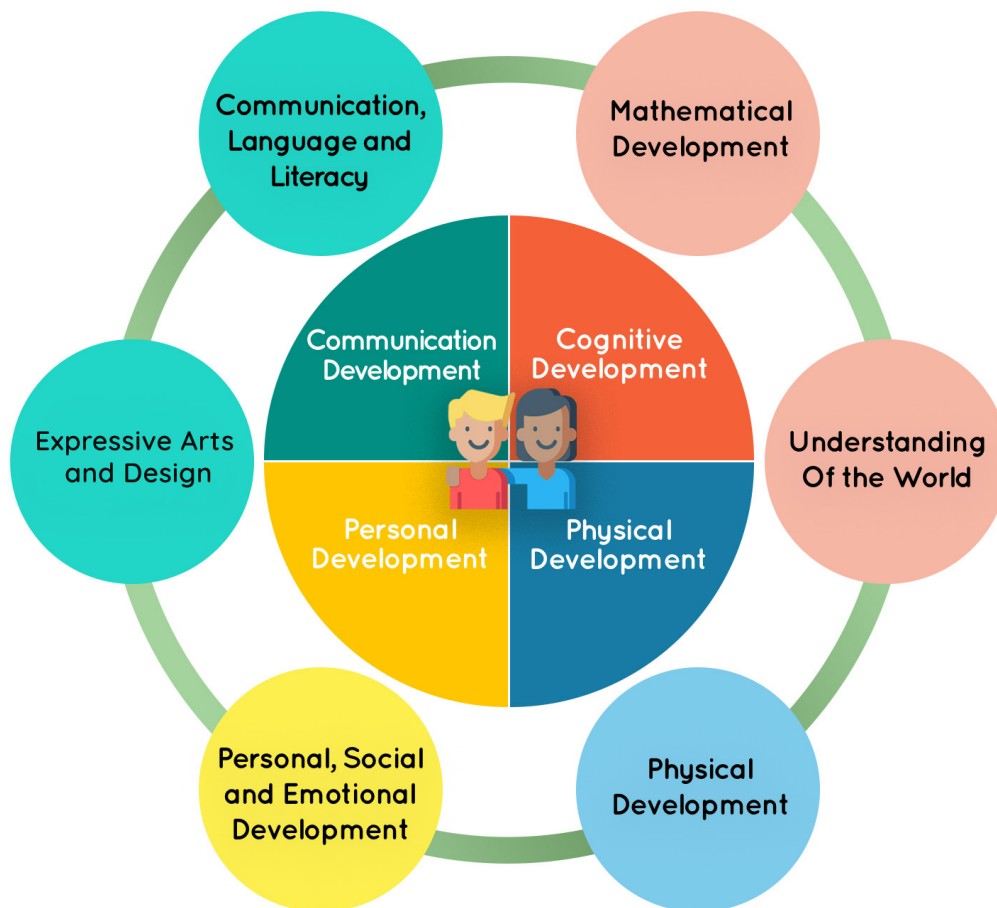 Communication,
Language and
Literacy
Mathematical
Development
Communication
Development
Cognitive
Development
Expressive Arts
and Design
Understanding
Of the World
Personal
Development
Physical
Development
Personal, Social
and Emotional
Development
Physical
Development